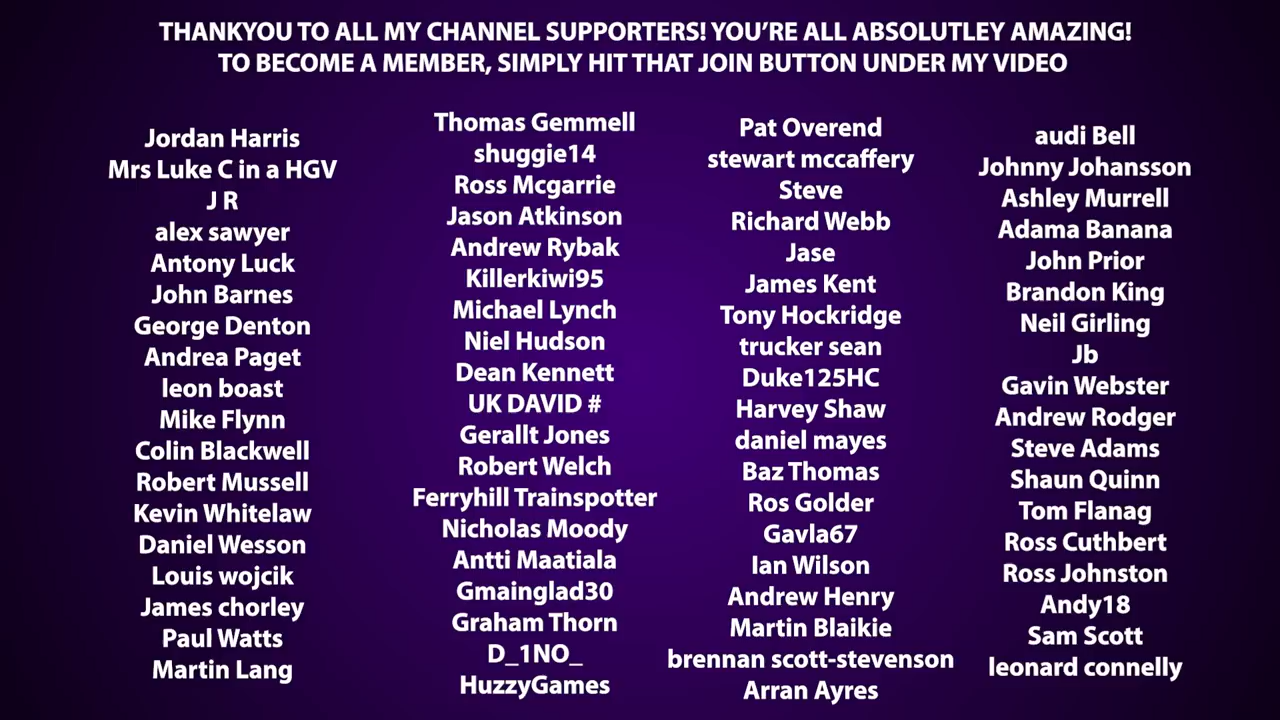 THANKYOU TO ALL MY CHANNEL SUPPORTERS! YOU'RE ALL ABSOLUTLEY AMAZING!
TO BECOME A MEMBER, SIMPLY HIT THAT JOIN BUTTON UNDER MY VIDEO
Jordan Harris
Mrs Luke C in a HGV
J R
alex sawyer
Antony Luck
John Barnes
George Denton
Andrea Paget
leon boast
Mike Flynn
Colin Blackwell
Robert Mussell
Kevin Whitelaw
Daniel Wesson
Louis wojcik
James chorley
Paul Watts
Martin Lang
Thomas Gemmell
shuggie14
Ross Mcgarrie
Jason Atkinson
Andrew Rybak
Killerkiwi95
Michael Lynch
Niel Hudson
Dean Kennett
UK DAVID #
Gerallt Jones
Robert Welch
Ferryhill Trainspotter
Nicholas Moody
Antti Maatiala
Gmainglad30
Graham Thorn
D_1NO_
HuzzyGames
Pat Overend
stewart mccaffery
Steve
Richard Webb
Jase
James Kent
Tony Hockridge
trucker sean
Duke125HC
Harvey Shaw
daniel mayes
Baz Thomas
Ros Golder
Gavla67
Ian Wilson
Andrew Henry
Martin Blaikie
brennan scott-stevenson
Arran Ayres
audi Bell
Johnny Johansson
Ashley Murrell
Adama Banana
John Prior
Brandon King
Neil Girling
Jb
Gavin Webster
Andrew Rodger
Steve Adams
Shaun Quinn
Tom Flanag
Ross Cuthbert
Ross Johnston
Andy18
Sam Scott
leonard connelly